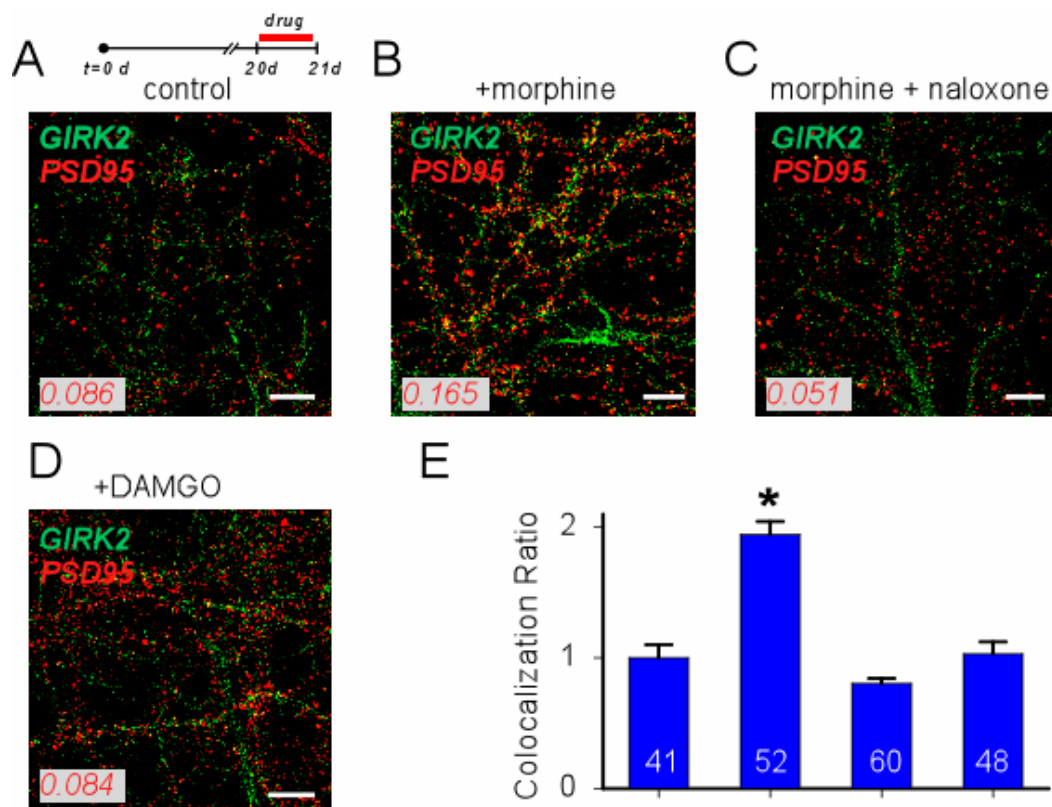 A
drug
t=0 d
20d
21d
control
GIRK2
PSD95
0.086
B
+morphine
GIRK2
PSD95
0.165
C
morphine + naloxone
GIRK2
PSD95
0.051
D
+DAMGO
GIRK2
PSD95
0.084
E
Colocalization Ratio
2
1
0
*
41
52
60
48